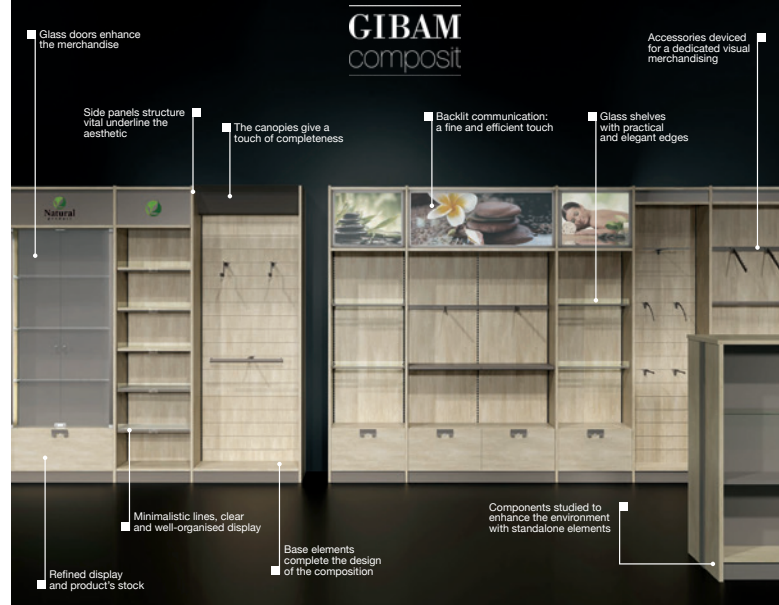 GIBAM
composit
Glass doors enhance
the merchandise
Accessories deviced
for a dedicated visual
merchandising
Side panels structure
vital underline the
aesthetic
The canopies give a
touch of completeness
Backlit communication:
a fine and efficient touch
Glass shelves
with practical
and elegant edges
Natural
Minimalistic lines, clear
and well-organised display
Components studied to
enhance the environment
with standalone elements
Base elements
complete the design
of the composition
Refined display
and product's stock